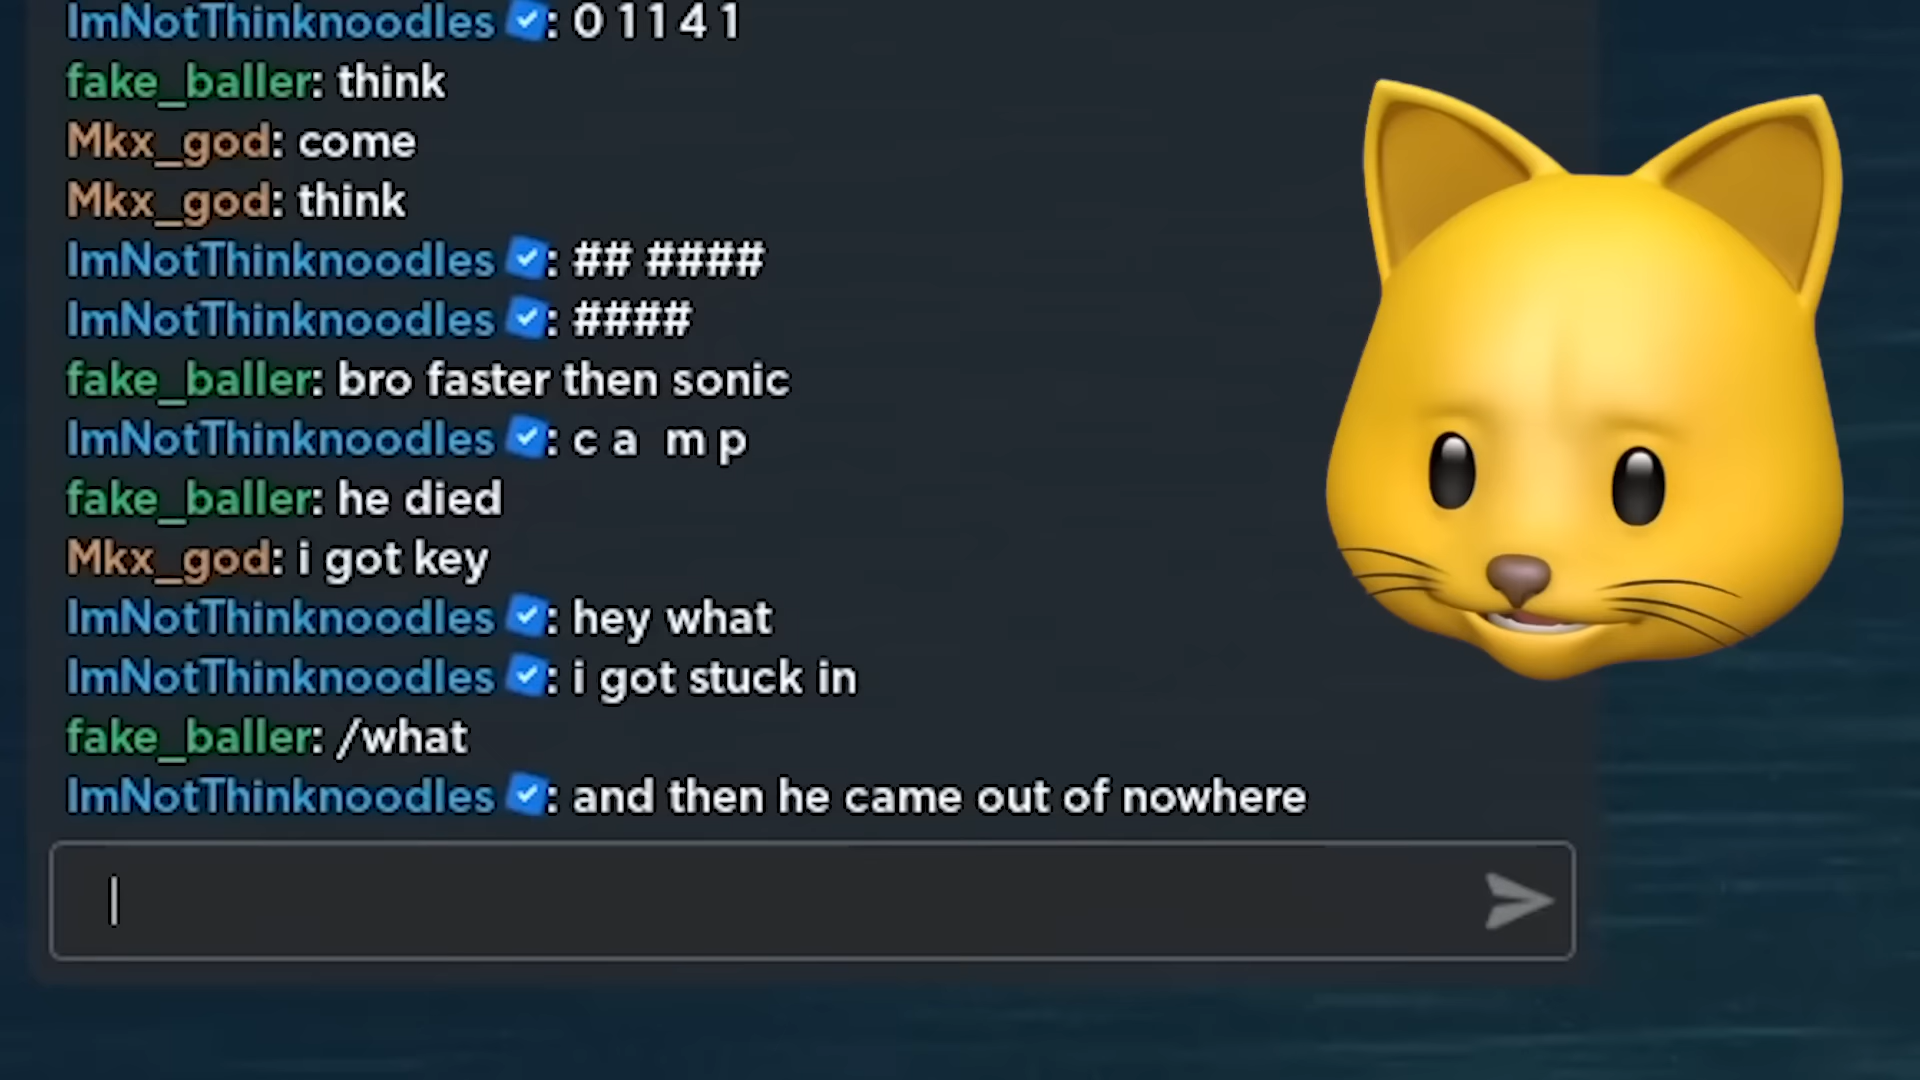 ImNotThinknoodles: 0 1 1 4 1
fake_baller: think
Mkx_god: come
Mkx_god: think
ImNotThinknoodles: ## ####
ImNotThinknoodles: ####
fake_baller: bro faster then sonic
ImNotThinknoodles: c a  m p
fake_baller: he died
Mkx_god: i got key
ImNotThinknoodles: hey what
ImNotThinknoodles: i got stuck in
fake_baller: /what
ImNotThinknoodles: and then he came out of nowhere